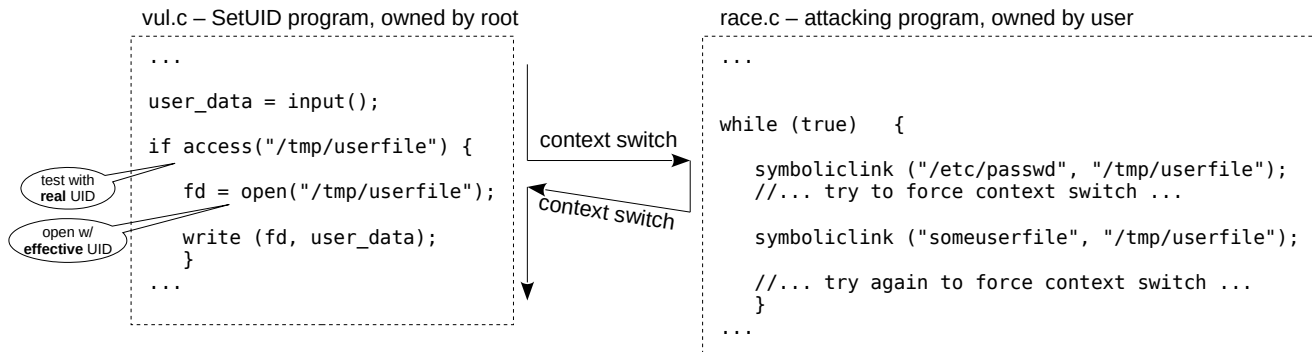 vul.c – SetUID program, owned by root
...
user_data = input();
if access("/tmp/userfile") {
fd = open("/tmp/userfile");
write (fd, user_data);
}
...
test with
real UID
open w/
effective UID
context switch
context switch
race.c – attacking program, owned by user
...
while (true)   {
symboliclink ("/etc/passwd", "/tmp/userfile");
//... try to force context switch ...
symboliclink ("someuserfile", "/tmp/userfile");
//... try again to force context switch ...
}
...